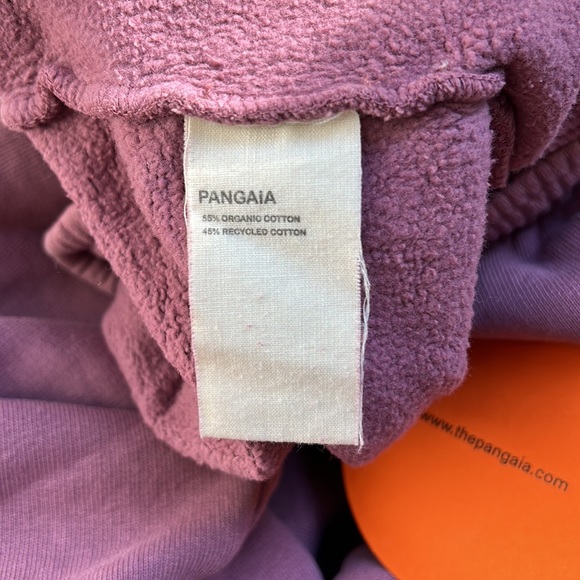 PANGAIA
55% ORGANIC COTTON
45% RECYCLED COTTON
www.thepangaia.com